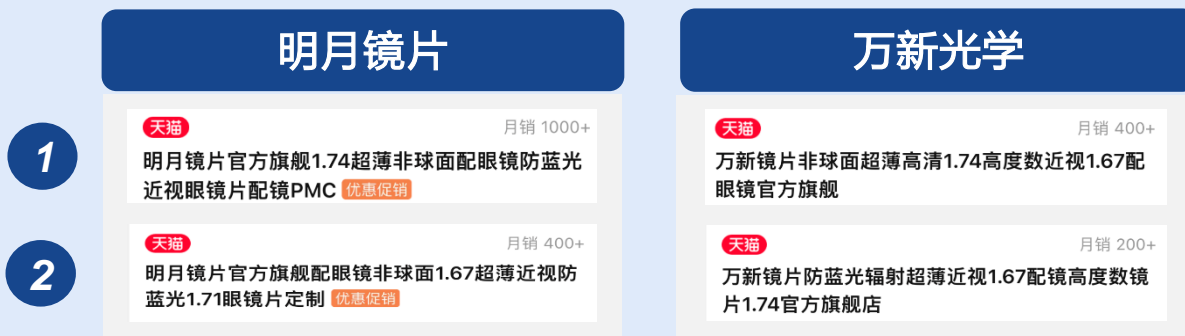 明月镜片
万新光学
1
天猫 月销 1000+
明月镜片官方旗舰1.74超薄非球面配眼镜防蓝光
近视眼镜片配镜PMC 优惠促销
天猫 月销 400+
万新镜片非球面超薄高清1.74高度数近视1.67配
眼镜官方旗舰
2
天猫 月销 400+
明月镜片官方旗舰配眼镜非球面1.67超薄近视防
蓝光1.71眼镜片定制 优惠促销
天猫 月销 200+
万新镜片防蓝光辐射超薄近视1.67配镜高度数镜
片1.74官方旗舰店